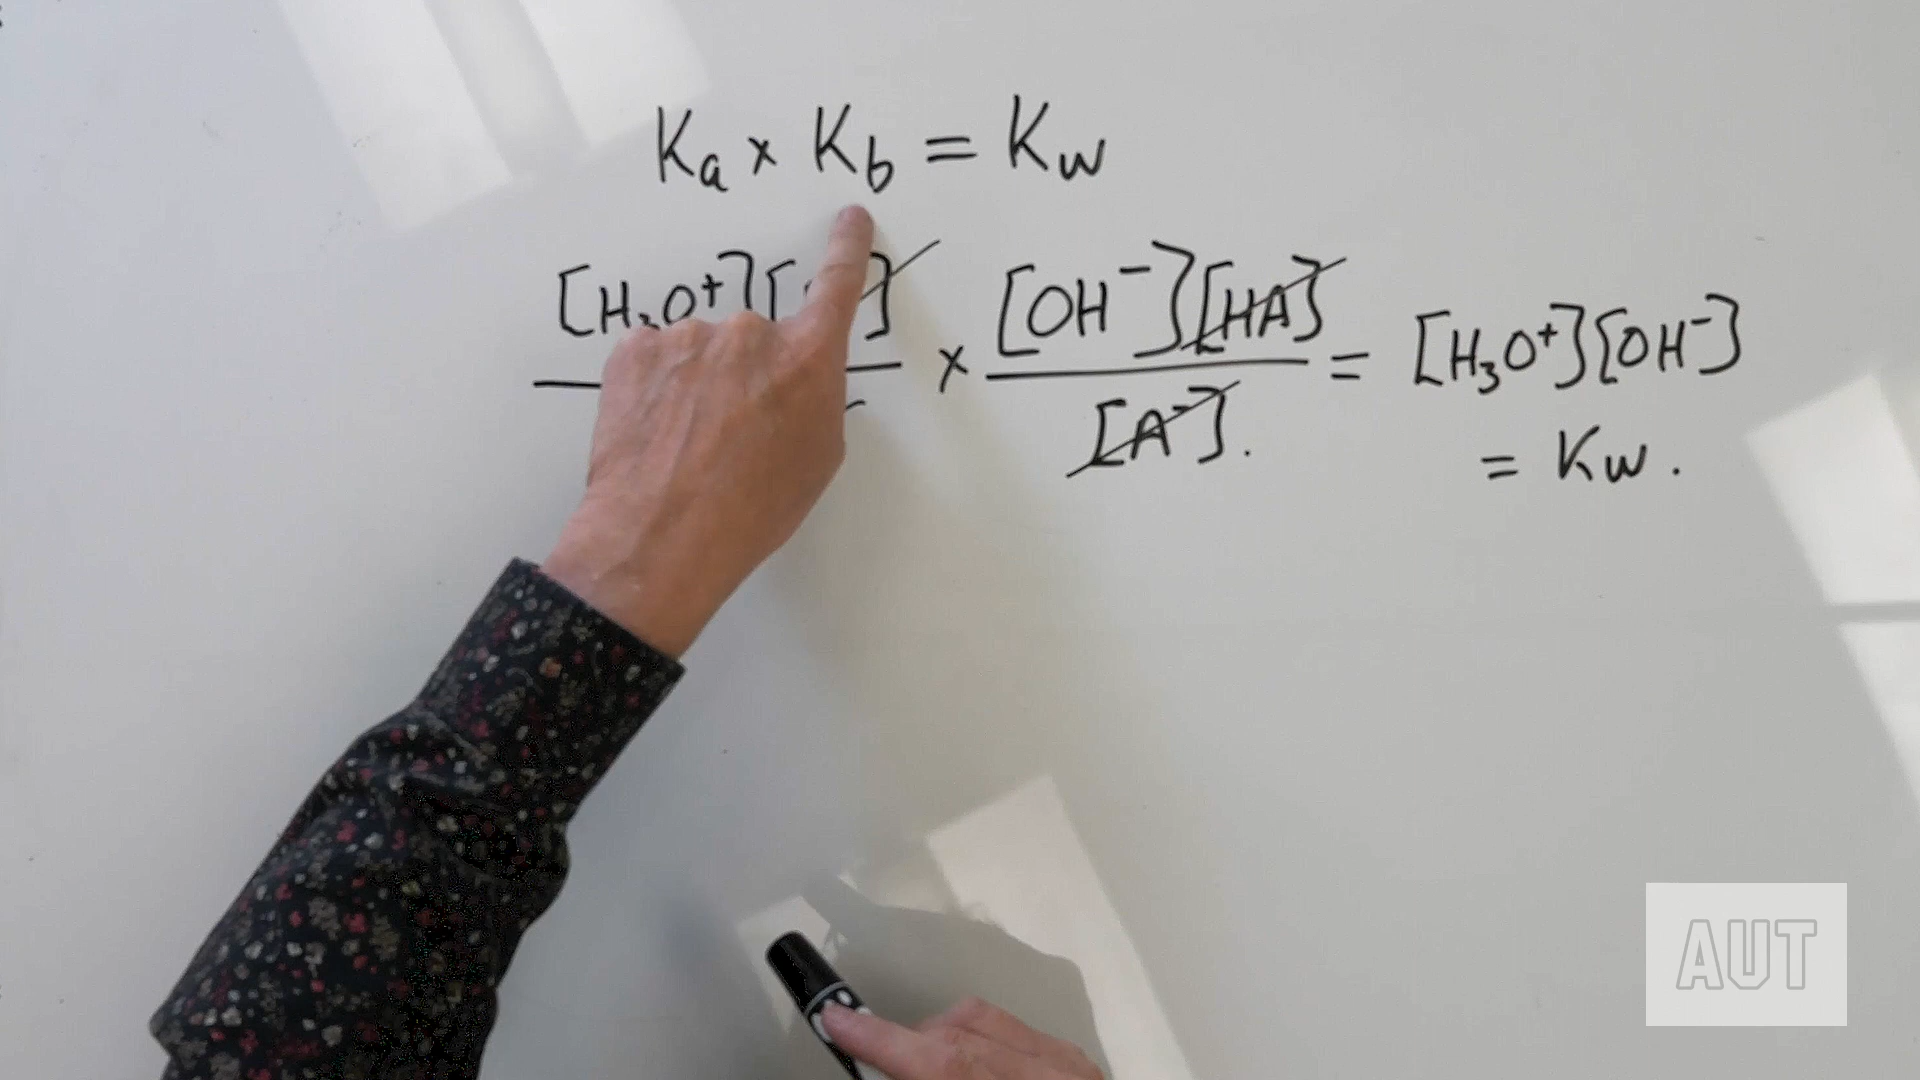 Ka × Kb = Kw
[H₃O⁺][ ] × [OH⁻][HA] = [H₃O⁺][OH⁻]
[A⁻].
= Kw.
AUT